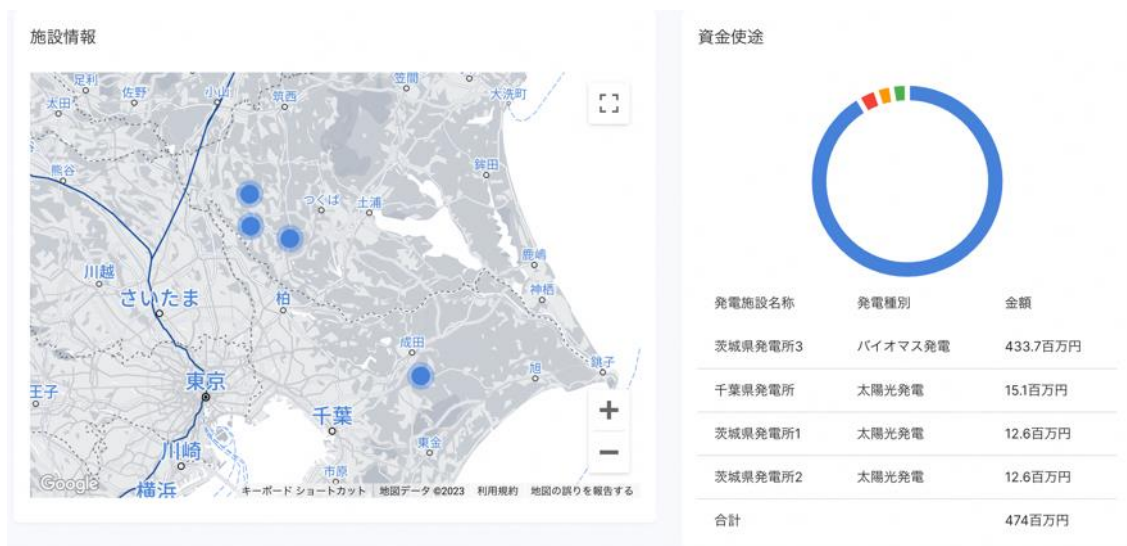 施設情報
足利
佐野
小山
筑西
笠間
大洗町
太田
熊谷
鉾田
つくば
土浦
鹿嶋
川越
神栖
さいたま
柏
成田
旭
銚子
東京
王子
千葉
東金
川崎
市原
Google
横浜
キーボード ショートカット
地図データ ©2023
利用規約
地図の誤りを報告する
資金使途
発電施設名称 発電種別 金額
茨城県発電所3 バイオマス発電 433.7百万円
千葉県発電所 太陽光発電 15.1百万円
茨城県発電所1 太陽光発電 12.6百万円
茨城県発電所2 太陽光発電 12.6百万円
合計 474百万円